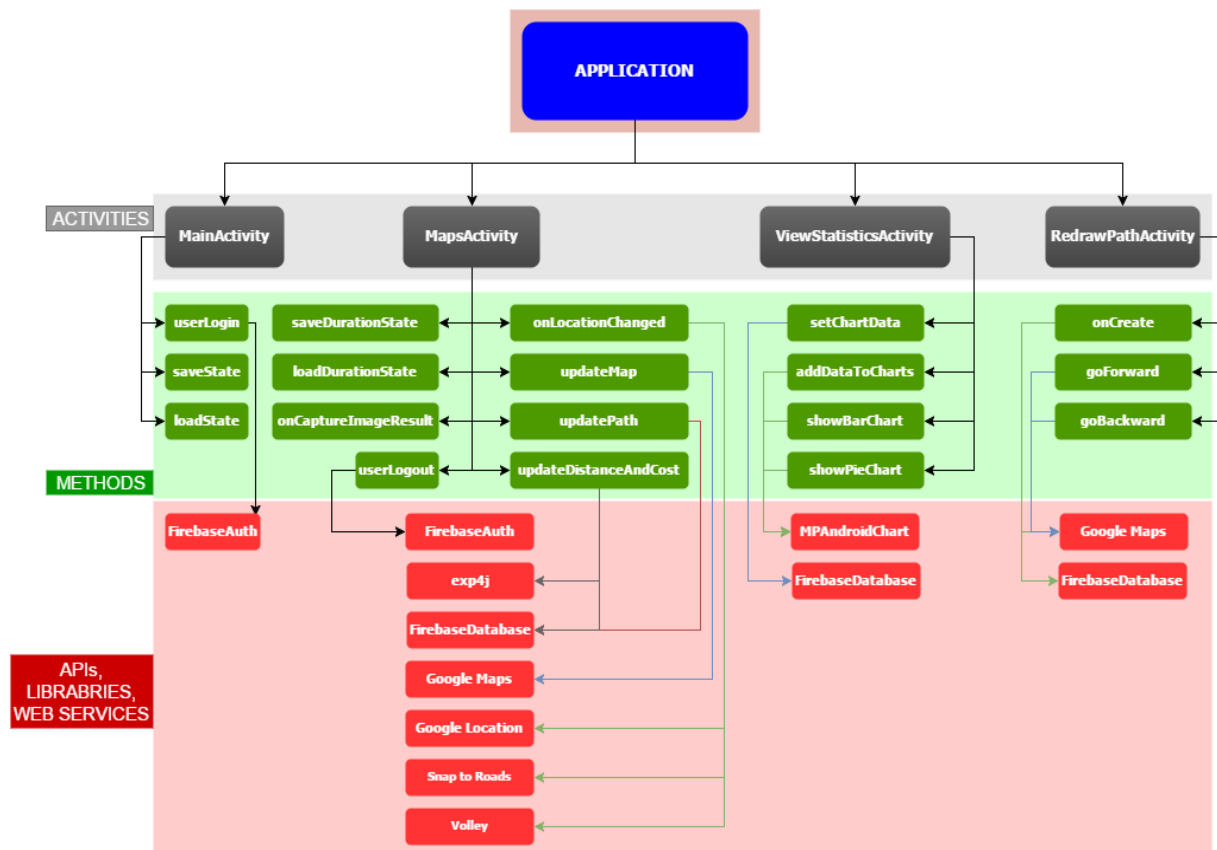 APPLICATION
ACTIVITIES
MainActivity
MapsActivity
ViewStatisticsActivity
RedrawPathActivity
userLogin
saveDurationState
onLocationChanged
setChartData
onCreate
saveState
loadDurationState
updateMap
addDataToCharts
goForward
loadState
onCaptureImageResult
updatePath
showBarChart
goBackward
userLogout
updateDistanceAndCost
showPieChart
METHODS
FirebaseAuth
FirebaseAuth
MPAndroidChart
Google Maps
exp4j
FirebaseDatabase
FirebaseDatabase
FirebaseDatabase
APIs,
LIBRABRIES,
WEB SERVICES
Google Maps
Google Location
Snap to Roads
Volley